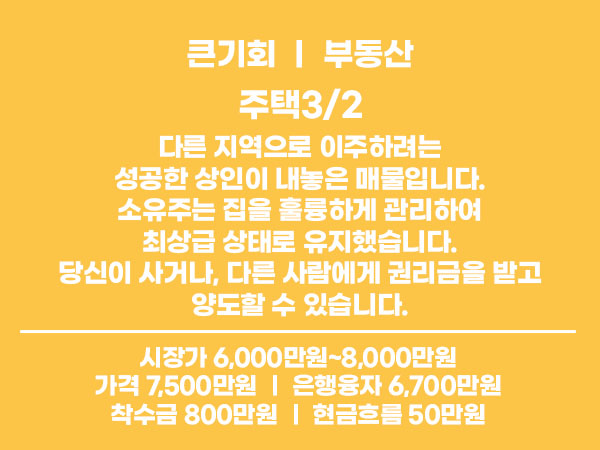 큰기회 | 부동산
주택3/2
다른 지역으로 이주하려는
성공한 상인이 내놓은 매물입니다.
소유주는 집을 훌륭하게 관리하여
최상급 상태로 유지했습니다.
당신이 사거나, 다른 사람에게 권리금을 받고
양도할 수 있습니다.
시장가 6,000만원~8,000만원
가격 7,500만원 | 은행융자 6,700만원
착수금 800만원 | 현금흐름 50만원